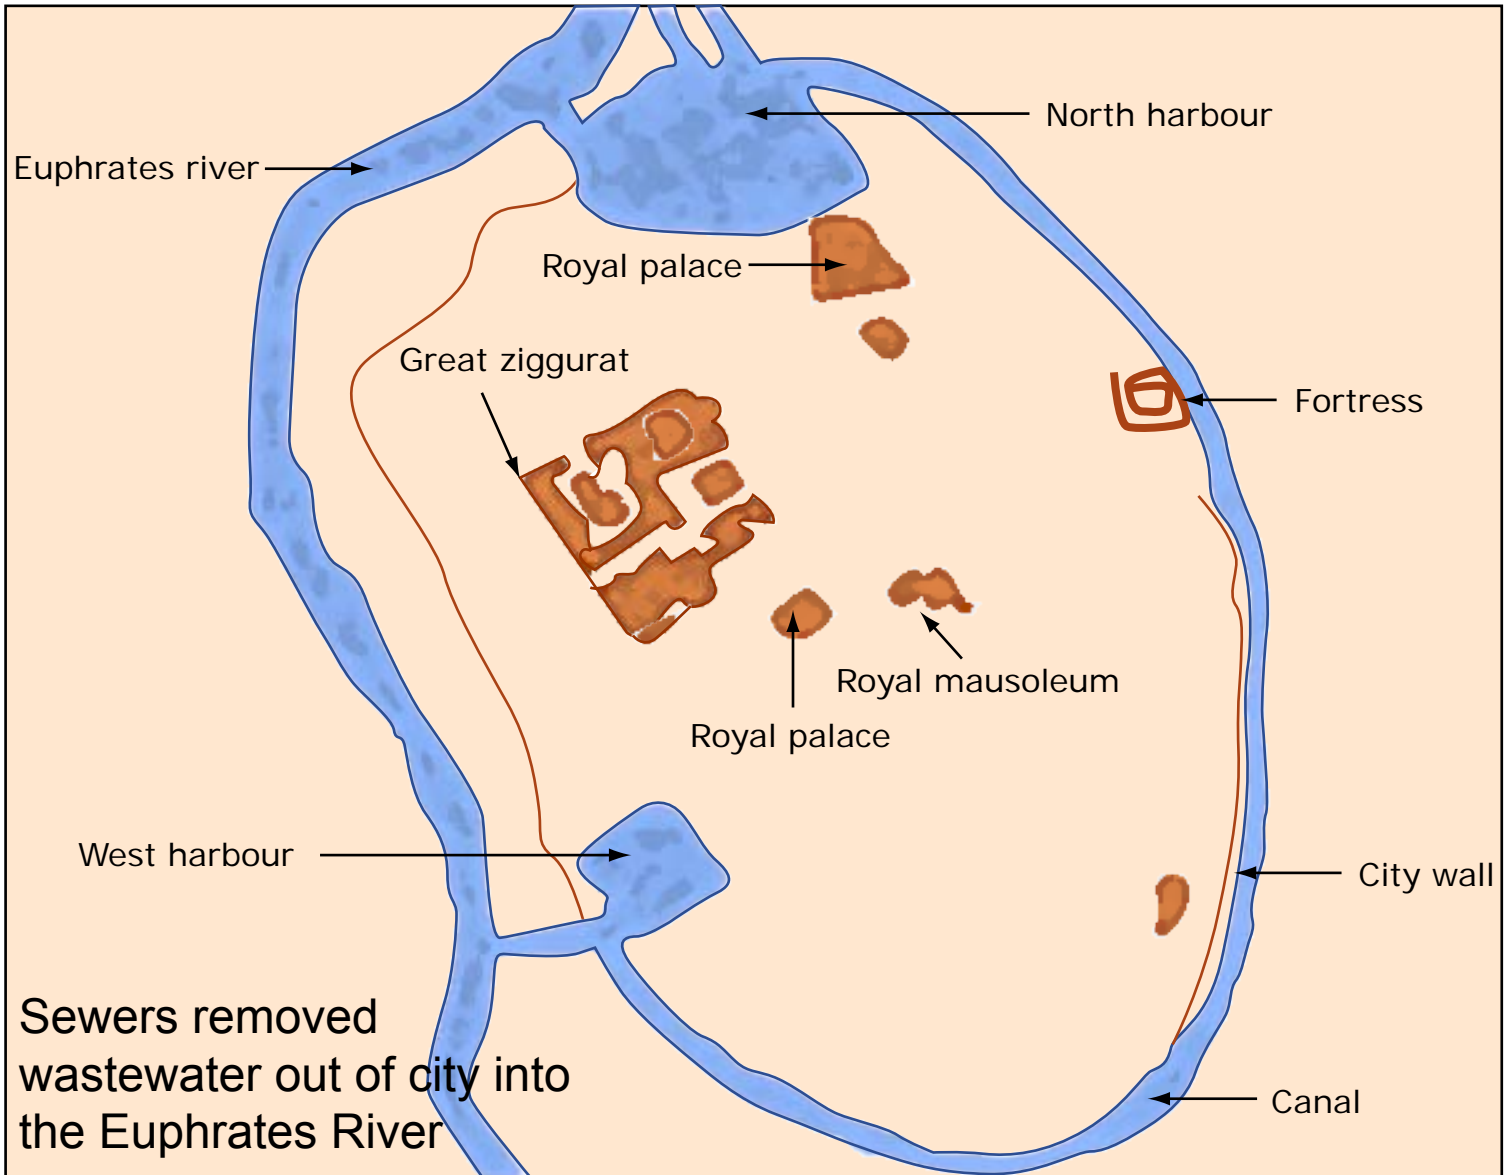 North harbour
Euphrates river
Royal palace
Great ziggurat
Fortress
Royal mausoleum
Royal palace
West harbour
City wall
Sewers removed
wastewater out of city into
the Euphrates River
Canal